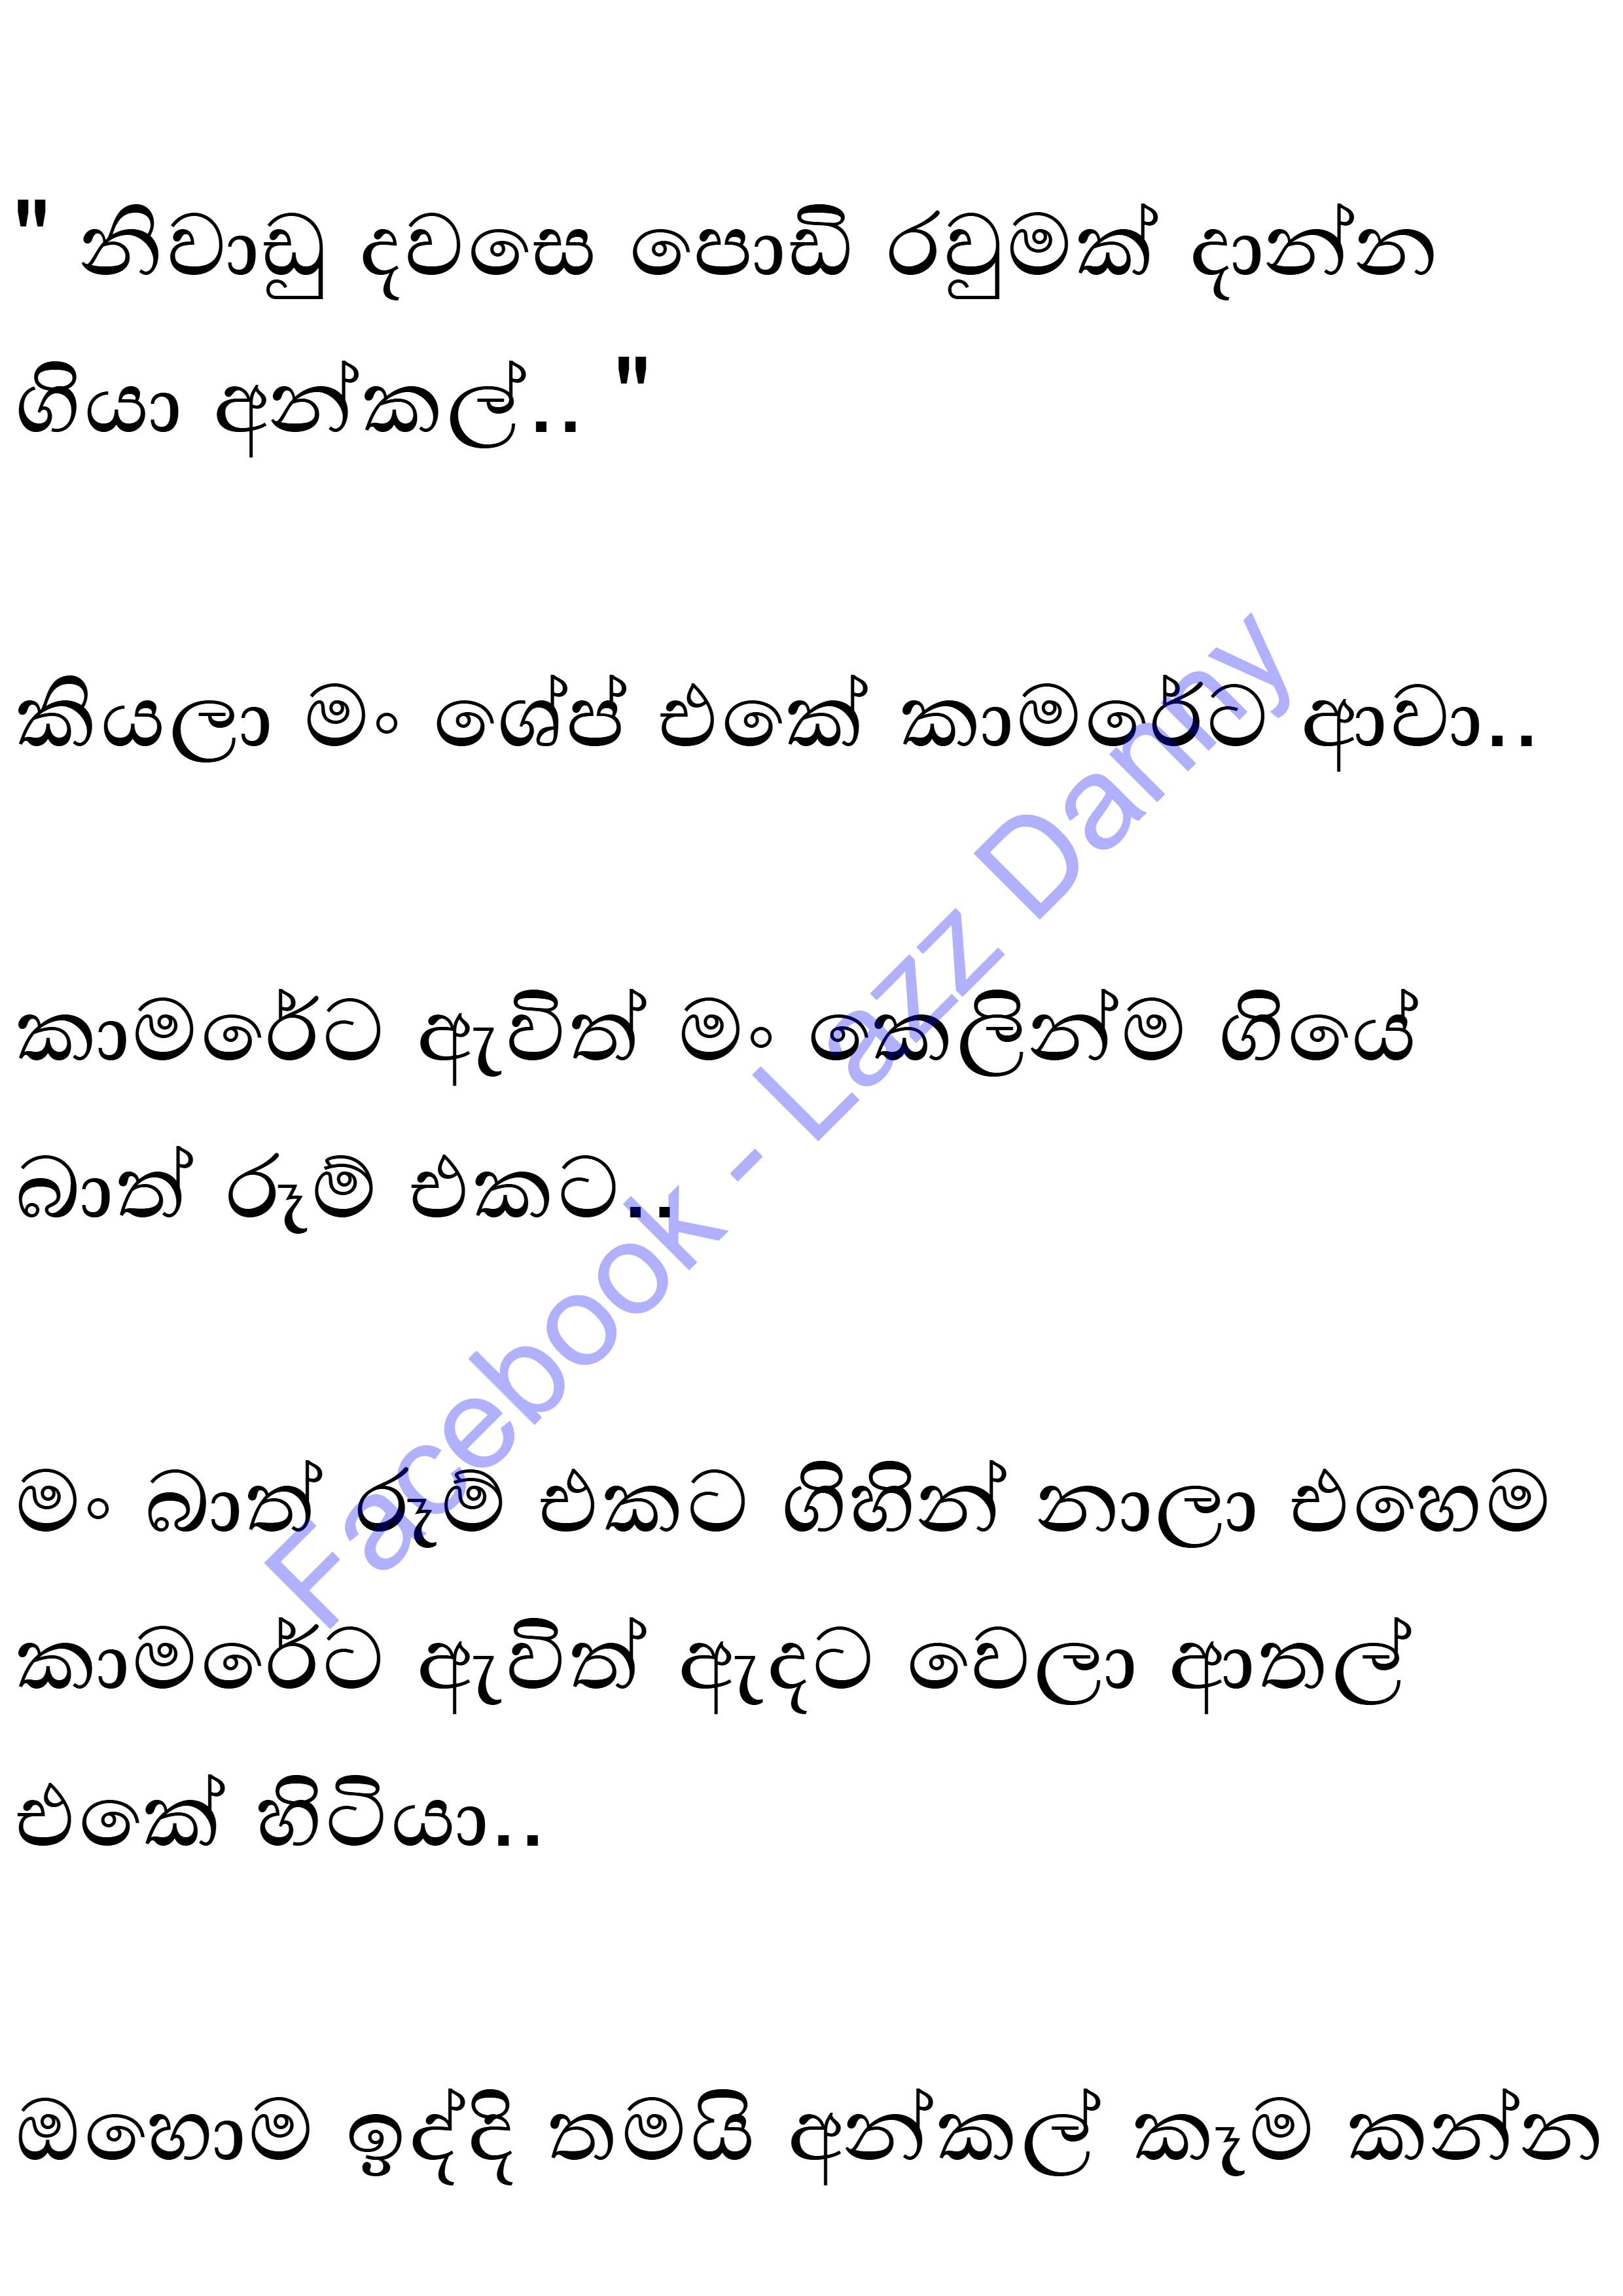 " නිවාඩු දවසෙ පොඩි රවුමක් දාන්න
ගියා අන්කල්.. "
කියලා මං ශේප් එකේ කාමරේට ආවා..
කාමරේට ඇවිත් මං කෙලින්ම ගියේ
බාත් රූම් එකට..
මං බාත් රූම් එකට ගිහින් නාලා එහෙම
කාමරේට ඇවිත් ඇඳට වෙලා ආතල්
එකේ හිටියා..
ඔහොම ඉද්දි තමයි අන්කල් කෑම කන්න
Facebook - Lazz Danny